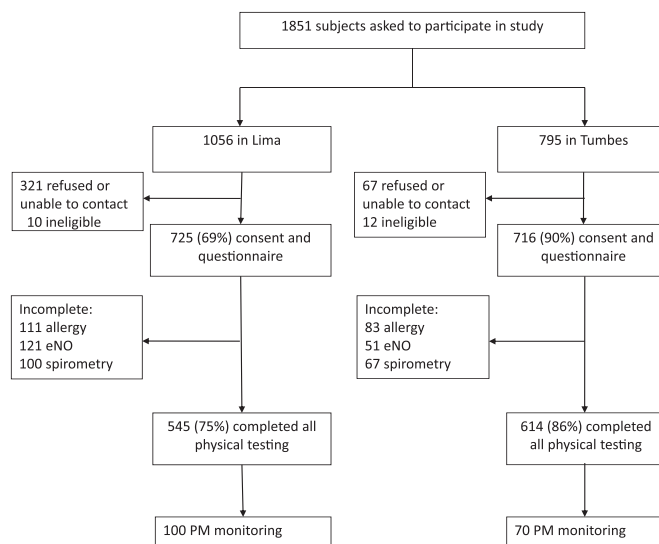 1851 subjects asked to participate in study
1056 in Lima
795 in Tumbes
321 refused or
unable to contact
10 ineligible
67 refused or
unable to contact
12 ineligible
725 (69%) consent and
questionnaire
716 (90%) consent and
questionnaire
Incomplete:
111 allergy
121 eNO
100 spirometry
Incomplete:
83 allergy
51 eNO
67 spirometry
545 (75%) completed all
physical testing
614 (86%) completed
all physical testing
100 PM monitoring
70 PM monitoring